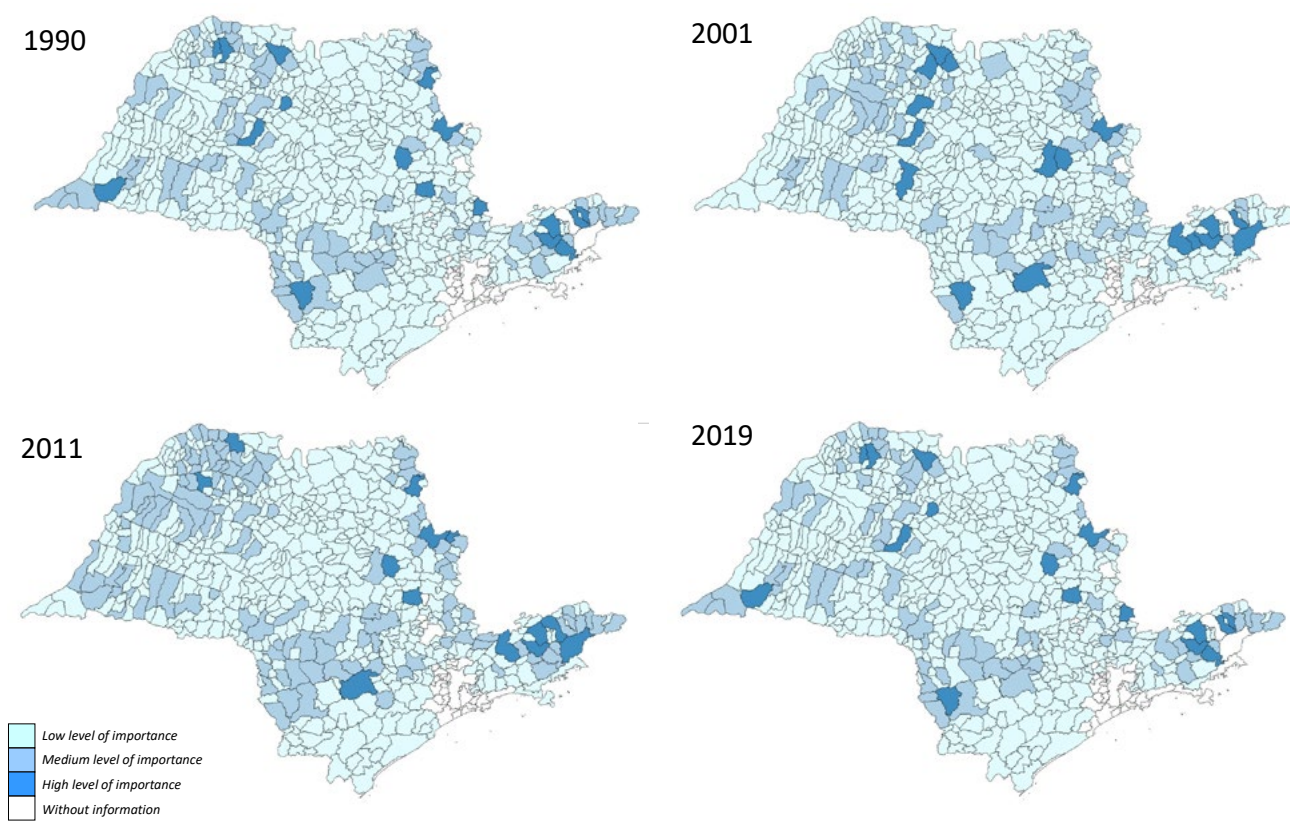 1990
2001
2011
2019
Low level of importance
Medium level of importance
High level of importance
Without information